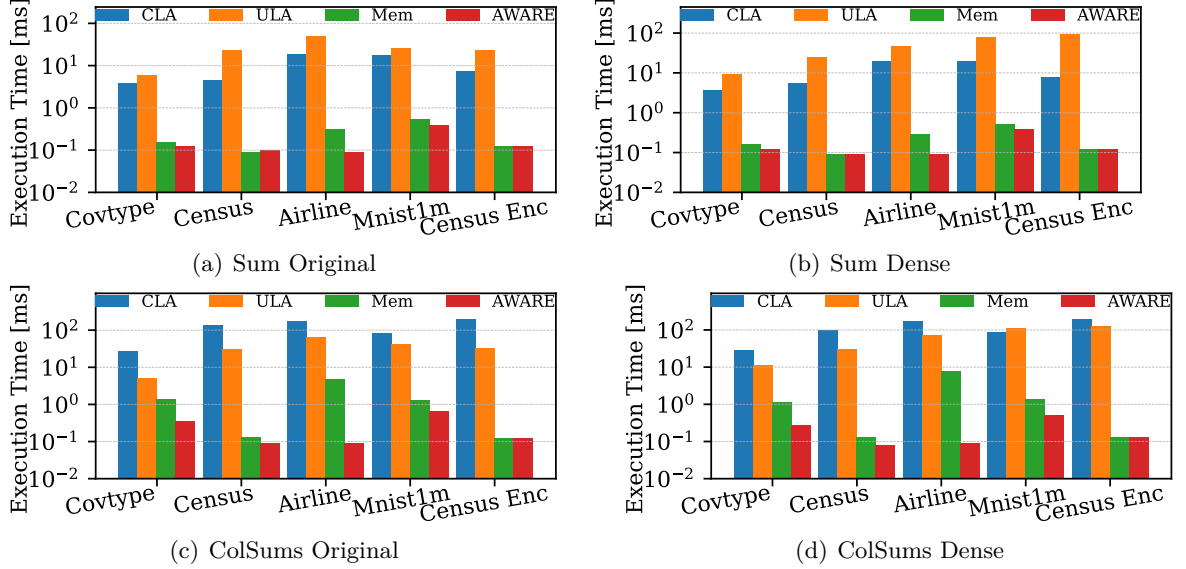 Execution Time [ms]
CLA ULA Mem AWARE
10^2
10^1
10^0
10^-1
10^-2
Covtype Census Airline Mnist1m Census Enc
(a) Sum Original
Execution Time [ms]
CLA ULA Mem AWARE
10^2
10^1
10^0
10^-1
10^-2
Covtype Census Airline Mnist1m Census Enc
(b) Sum Dense
Execution Time [ms]
CLA ULA Mem AWARE
10^2
10^1
10^0
10^-1
10^-2
Covtype Census Airline Mnist1m Census Enc
(c) ColSums Original
Execution Time [ms]
CLA ULA Mem AWARE
10^2
10^1
10^0
10^-1
10^-2
Covtype Census Airline Mnist1m Census Enc
(d) ColSums Dense